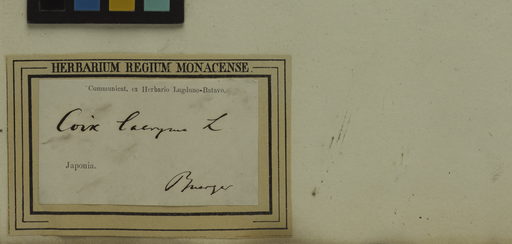 HERBARIUM REGIUM MONACENSE
Communicat. ex Herbario Lugduno-Batavo.
Coix lacryma L
Japonia.
Buerger